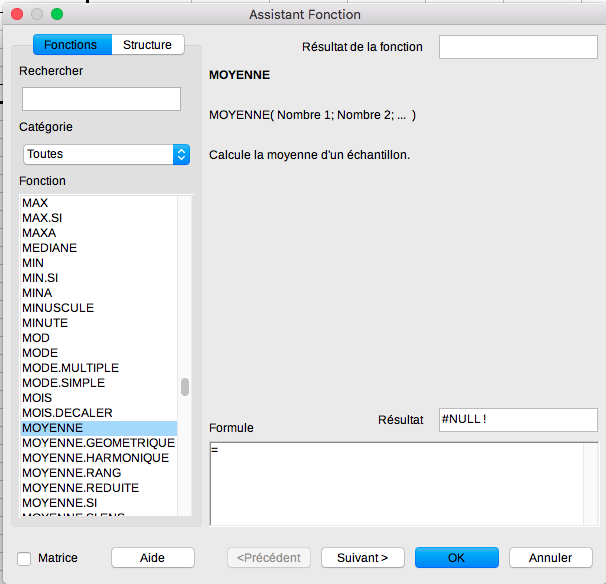 Assistant Fonction
Fonctions Structure
Résultat de la fonction
Rechercher
MOYENNE
MOYENNE( Nombre 1; Nombre 2; ... )
Catégorie
Toutes
Calcule la moyenne d'un échantillon.
Fonction
MAX
MAX.SI
MAXA
MEDIANE
MIN
MIN.SI
MINA
MINUSCULE
MINUTE
MOD
MODE
MODE.MULTIPLE
MODE.SIMPLE
MOIS
MOIS.DECALER
MOYENNE
MOYENNE.GEOMETRIQUE
MOYENNE.HARMONIQUE
MOYENNE.RANG
MOYENNE.REDUITE
MOYENNE.SI
MOYENNE.SI.ENS
Résultat #NULL !
Formule
=
Matrice
Aide
<Précédent
Suivant >
OK
Annuler